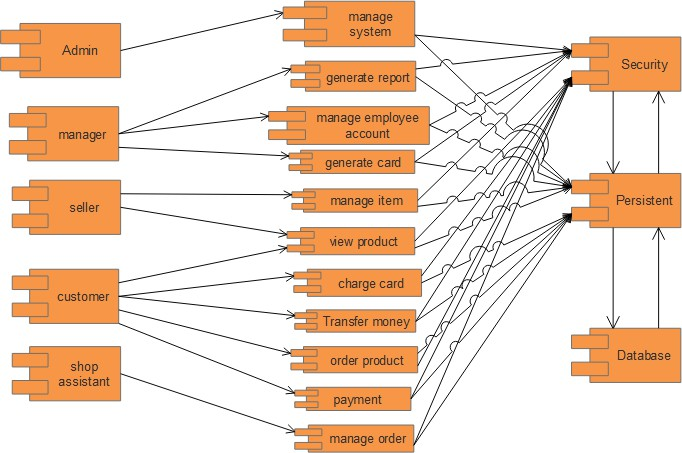 Admin
manager
seller
customer
shop
assistant
manage
system
generate report
manage employee
account
generate card
manage item
view product
charge card
Transfer money
order product
payment
manage order
Security
Persistent
Database